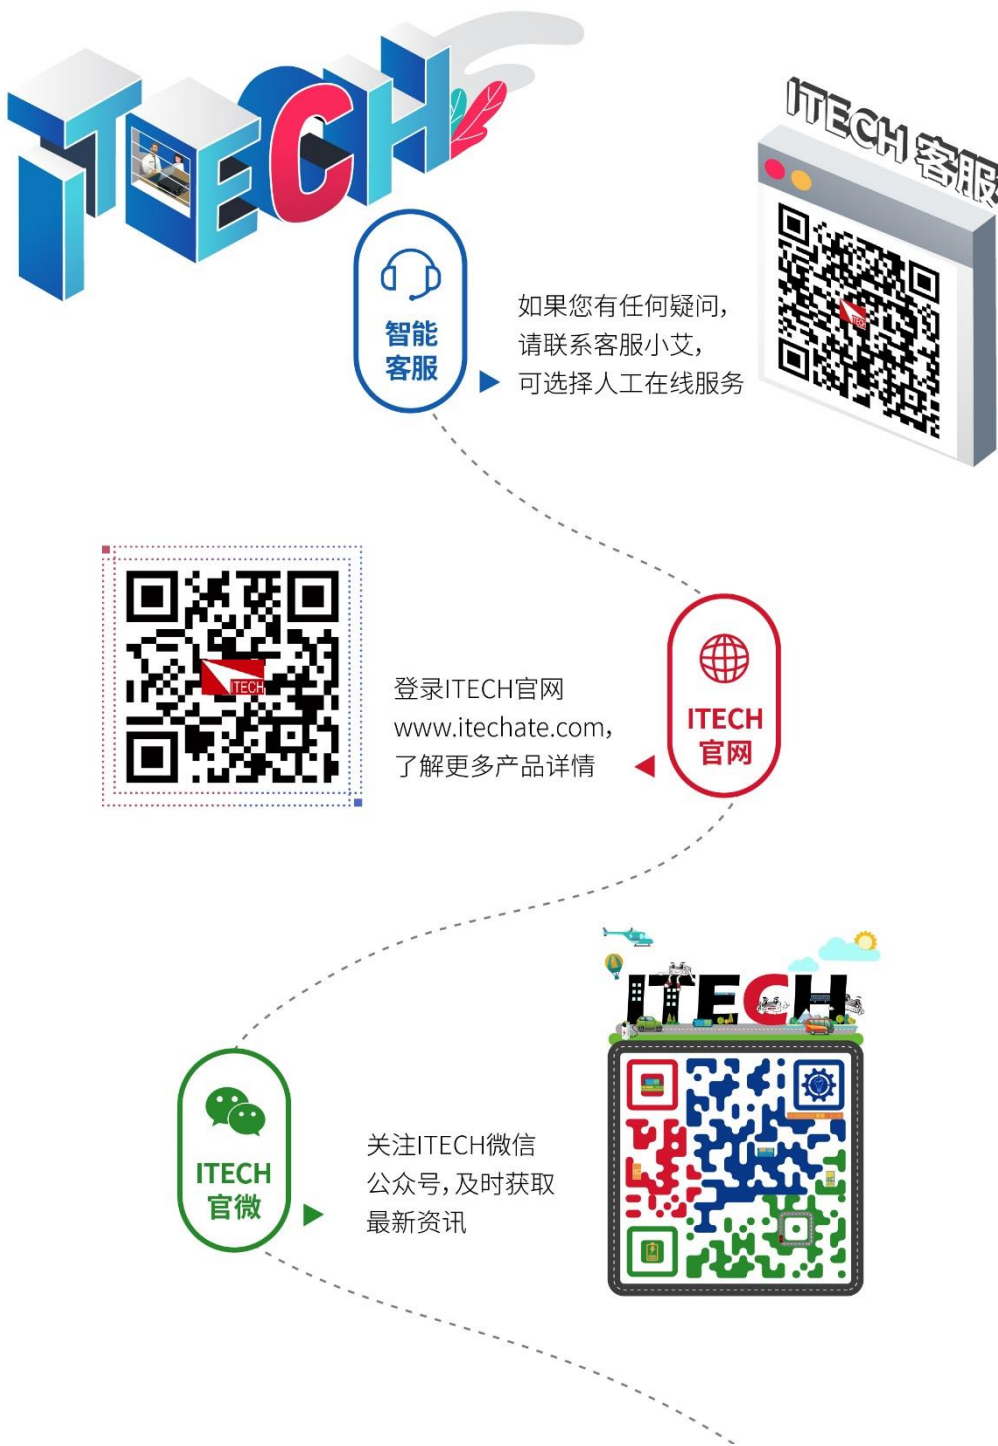 ITECH
ITECH 客服
智能
客服
如果您有任何疑问，
请联系客服小艾，
可选择人工在线服务
ITECH
登录ITECH官网
www.itechate.com，
了解更多产品详情
ITECH
官网
ITECH
ITECH
官微
关注ITECH微信
公众号，及时获取
最新资讯